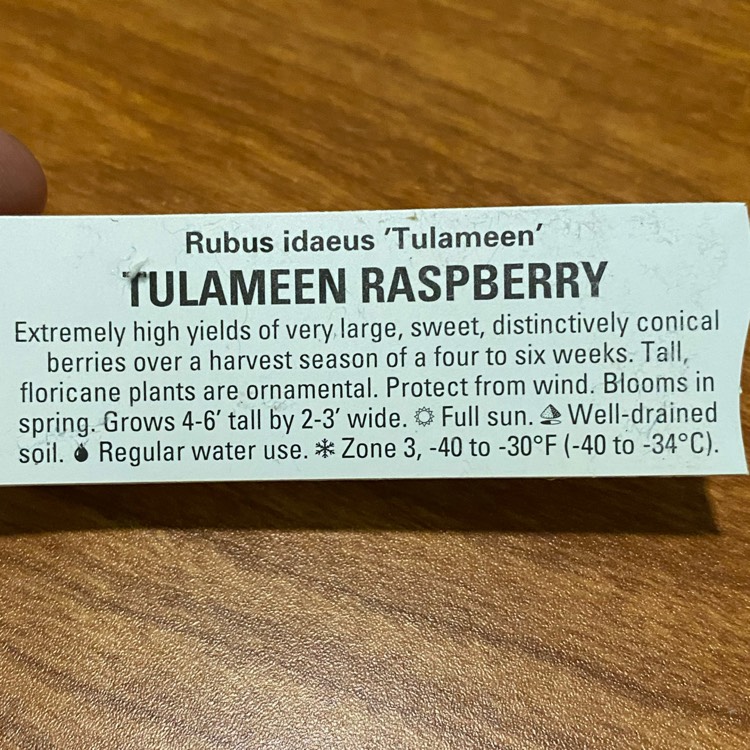 Rubus idaeus 'Tulameen'
TULAMEEN RASPBERRY
Extremely high yields of very large, sweet, distinctively conical
berries over a harvest season of a four to six weeks. Tall,
floricane plants are ornamental. Protect from wind. Blooms in
spring. Grows 4-6' tall by 2-3' wide. Full sun. Well-drained
soil. Regular water use. Zone 3, -40 to -30°F (-40 to -34°C).